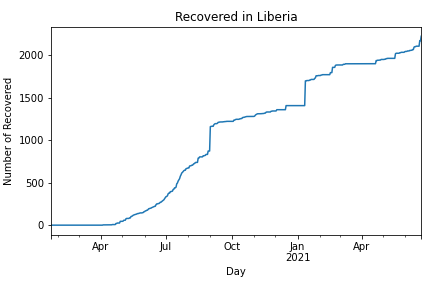 Recovered in Liberia
Number of Recovered
2000
1500
1000
500
0
Apr
Jul
Oct
Jan
2021
Apr
Day